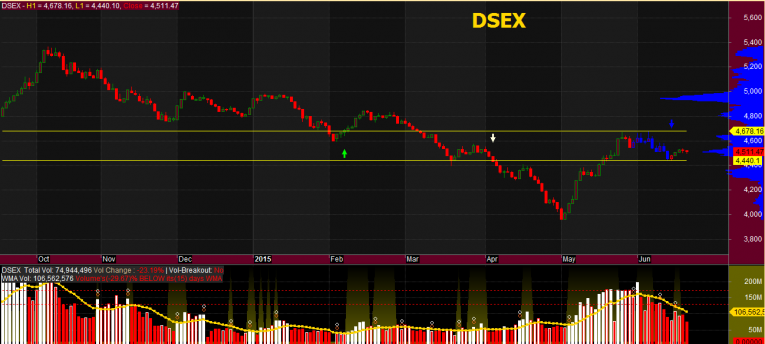 DSEX - H1 = 4,678.16, L1 = 4,440.10, Close = 4,511.47
DSEX
5,600
5,400
5,200
5,000
4,800
4,678.16
4,600
4,511.47
4,440.1
4,200
4,000
3,800
Oct Nov Dec 2015 Feb Mar Apr May Jun
DSEX Total Vol: 74,944,496 Vol Change : -23.19% | Vol-Breakout: No
WMA Vol: 106,562,576 Volume(s) -29.67% BELOW its(15) days WMA
200M
150M
106,562,5
50M
0.00000